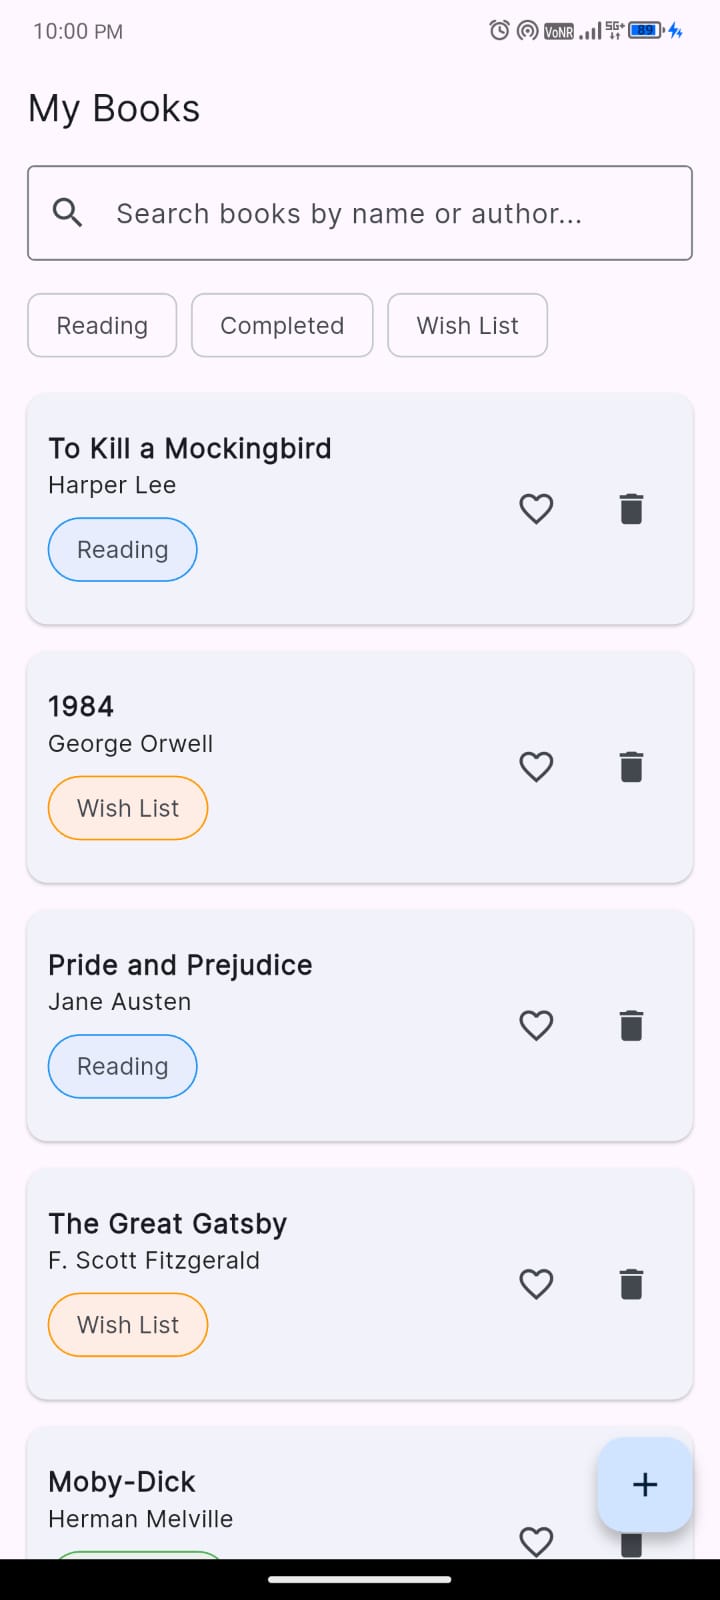 10:00 PM VoNR 5G+ 89
My Books
Search books by name or author...
Reading Completed Wish List
To Kill a Mockingbird
Harper Lee
Reading
1984
George Orwell
Wish List
Pride and Prejudice
Jane Austen
Reading
The Great Gatsby
F. Scott Fitzgerald
Wish List
Moby-Dick
Herman Melville